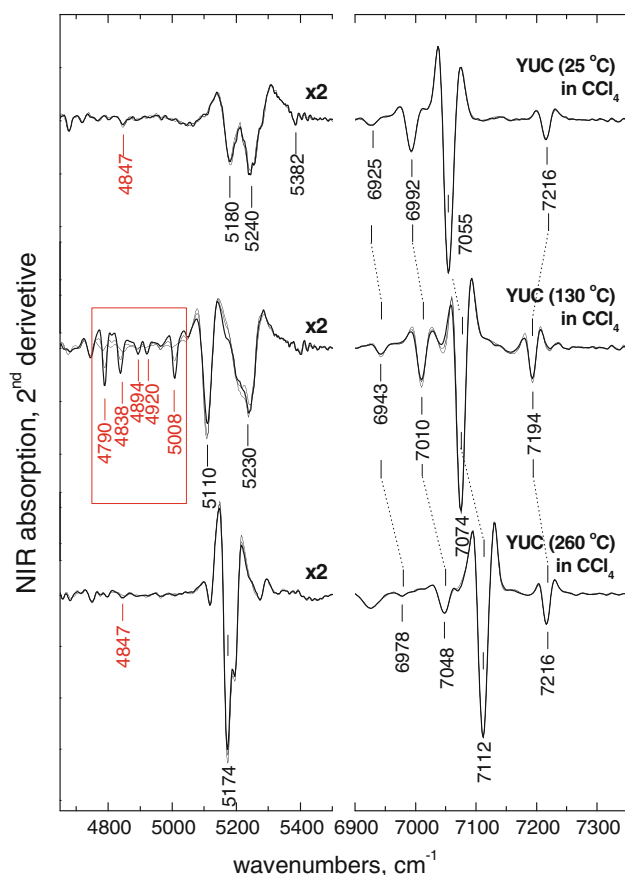 NIR absorption, 2nd derivetive
x2
YUC (25 °C)
in CCl4
4847
5180
5240
5382
6925
6992
7055
7216
x2
YUC (130 °C)
in CCl4
4790
4838
4894
4920
5008
5110
5230
6943
7010
7074
7194
x2
YUC (260 °C)
in CCl4
4847
5174
6978
7048
7112
7216
4800 5000 5200 5400 6900 7000 7100 7200 7300
wavenumbers, cm-1